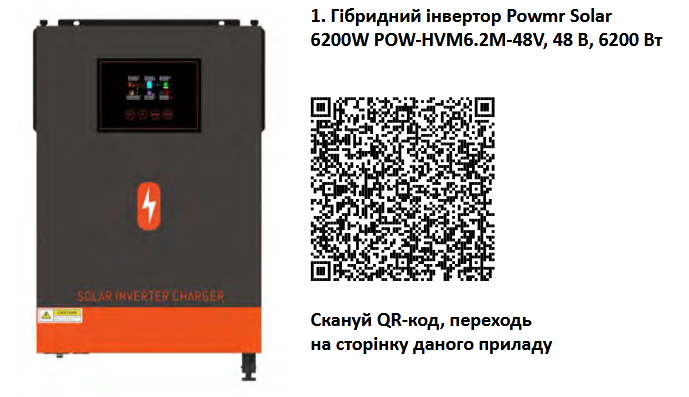 1. Гібридний інвертор Powmr Solar
6200W POW-HVM6.2M-48V, 48 В, 6200 Вт
SOLAR INVERTER CHARGER
CAUTION
Скануй QR-код, переходь
на сторінку даного приладу